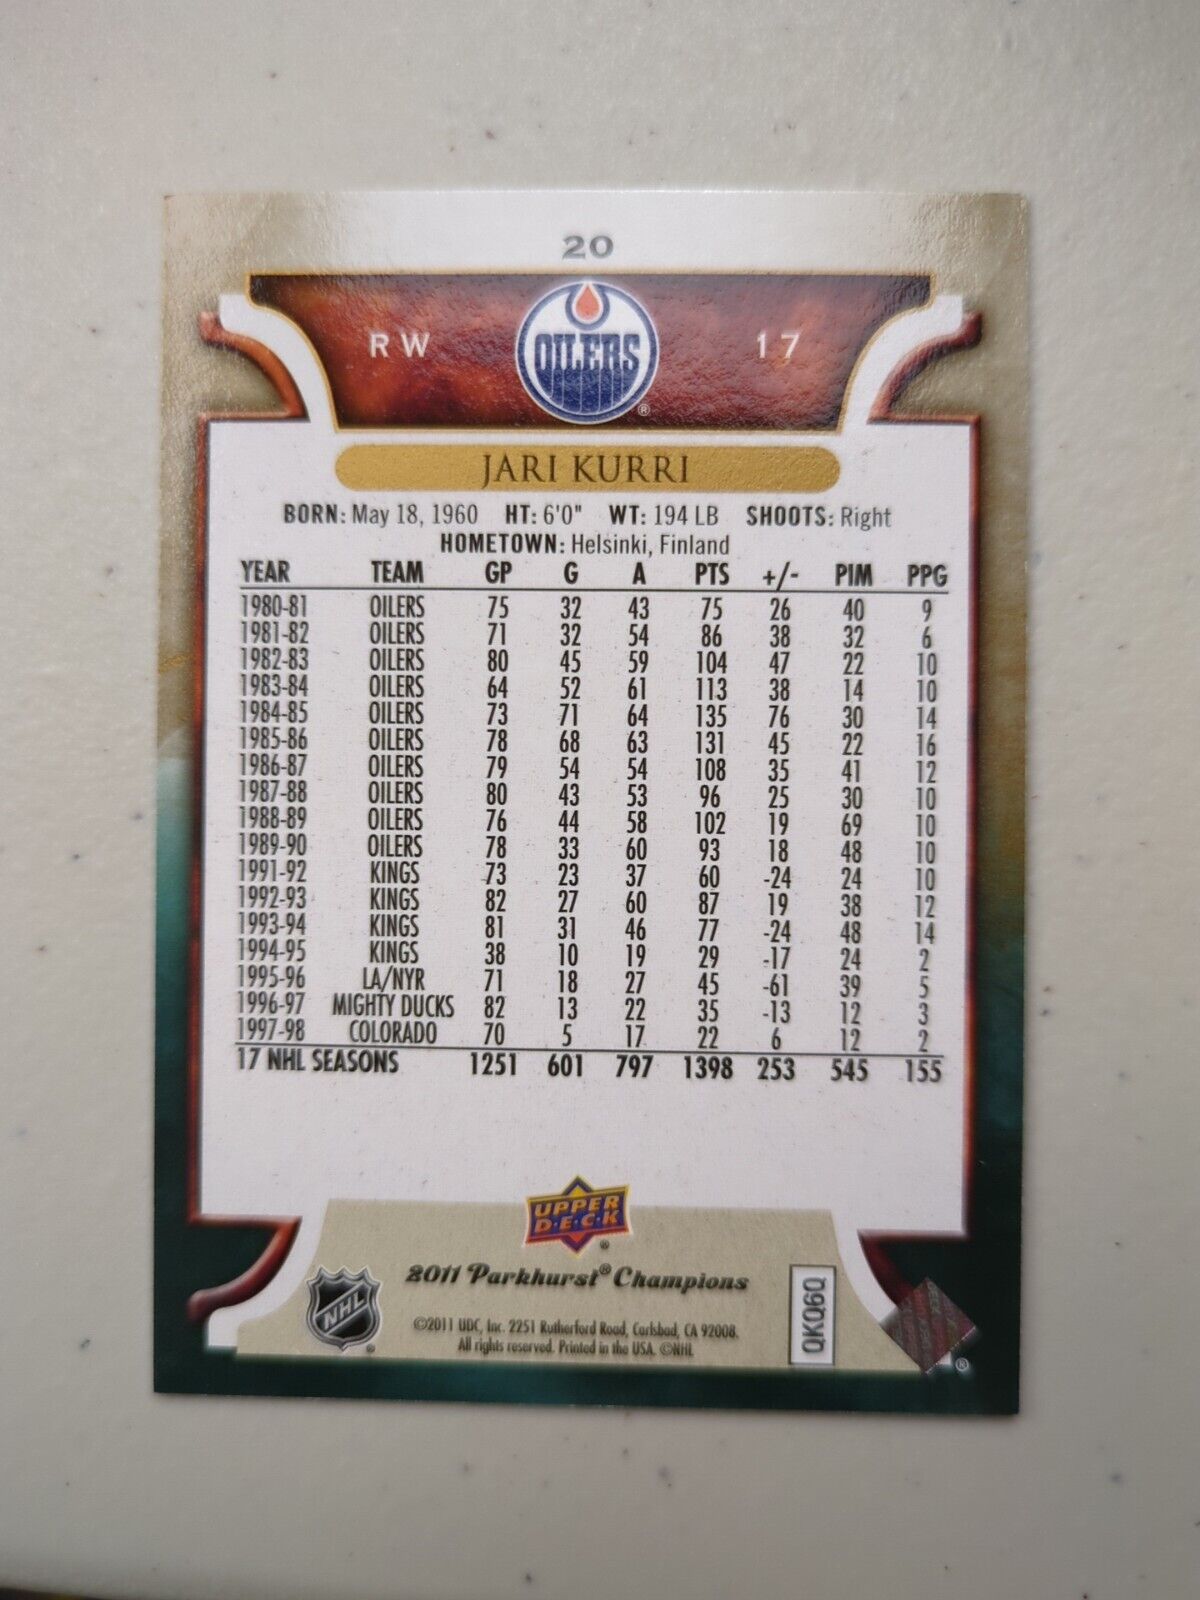 20
RW OILERS ® 17
JARI KURRI
BORN: May 18, 1960 HT: 6'0" WT: 194 LB SHOOTS: Right
HOMETOWN: Helsinki, Finland
YEAR TEAM GP G A PTS +/- PIM PPG
1980-81 OILERS 75 32 43 75 26 40 9
1981-82 OILERS 71 32 54 86 38 32 6
1982-83 OILERS 80 45 59 104 47 22 10
1983-84 OILERS 64 52 61 113 38 14 10
1984-85 OILERS 73 71 64 135 76 30 14
1985-86 OILERS 78 68 63 131 45 22 16
1986-87 OILERS 79 54 54 108 35 41 12
1987-88 OILERS 80 43 53 96 25 30 10
1988-89 OILERS 76 44 58 102 19 69 10
1989-90 OILERS 78 33 60 93 18 48 10
1991-92 KINGS 73 23 37 60 -24 24 10
1992-93 KINGS 82 27 60 87 19 38 12
1993-94 KINGS 81 31 46 77 -24 48 14
1994-95 KINGS 38 10 19 29 -17 24 2
1995-96 LA/NYR 71 18 27 45 -61 39 5
1996-97 MIGHTY DUCKS 82 13 22 35 -13 12 3
1997-98 COLORADO 70 5 17 22 6 12 2
17 NHL SEASONS 1251 601 797 1398 253 545 155
UPPER
D·E·C·K
®
2011 Parkhurst® Champions
NHL ®
©2011 UDC, Inc. 2251 Rutherford Road, Carlsbad, CA 92008.
All rights reserved. Printed in the USA. ©NHL
QKQ6Q
®